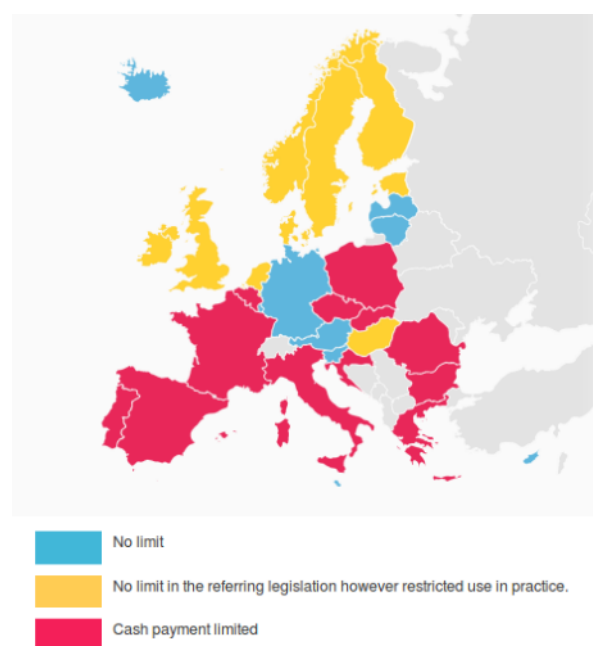 No limit
No limit in the referring legislation however restricted use in practice.
Cash payment limited